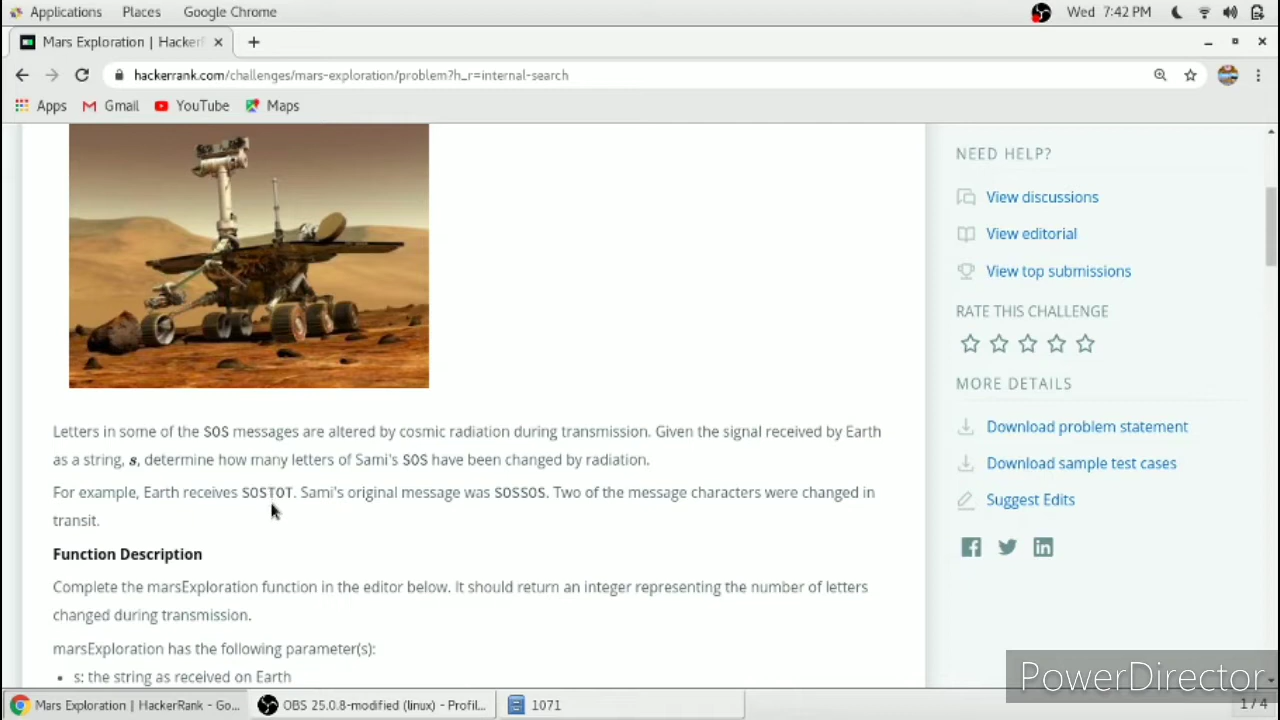 Applications Places Google Chrome Wed 7:42 PM
Mars Exploration | HackerR
hackerrank.com/challenges/mars-exploration/problem?h_r=internal-search
Apps Gmail YouTube Maps
NEED HELP?
View discussions
View editorial
View top submissions
RATE THIS CHALLENGE
MORE DETAILS
Download problem statement
Download sample test cases
Suggest Edits
Letters in some of the SOS messages are altered by cosmic radiation during transmission. Given the signal received by Earth
as a string, s, determine how many letters of Sami's SOS have been changed by radiation.
For example, Earth receives SOSTOT. Sami's original message was SOSSOS. Two of the message characters were changed in
transit.
Function Description
Complete the marsExploration function in the editor below. It should return an integer representing the number of letters
changed during transmission.
marsExploration has the following parameter(s):
• s: the string as received on Earth
PowerDirector
Mars Exploration | HackerRank - Go... OBS 25.0.8-modified (linux) - Profil... 1071 1 / 4